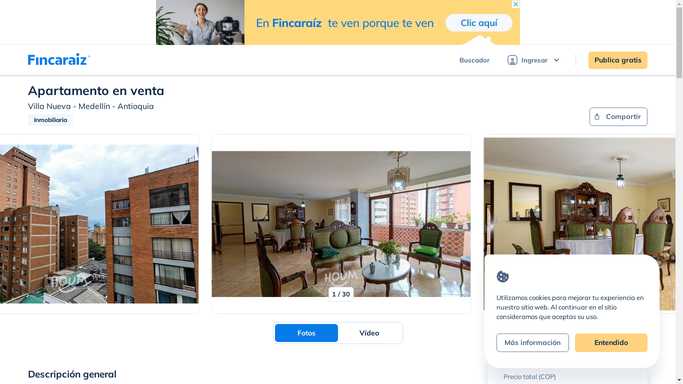 En Fincaraíz te ven porque te ven
Clic aquí
Fincaraíz
Buscador
Ingresar
Publica gratis
Apartamento en venta
Villa Nueva - Medellín - Antioquia
Inmobiliaria
Compartir
HOUM
HOUM
1 / 30
Fotos
Vídeo
Utilizamos cookies para mejorar tu experiencia en
nuestro sitio web. Al continuar en el sitio
consideramos que aceptas su uso.
Más información
Entendido
Descripción general
Precio total (COP)